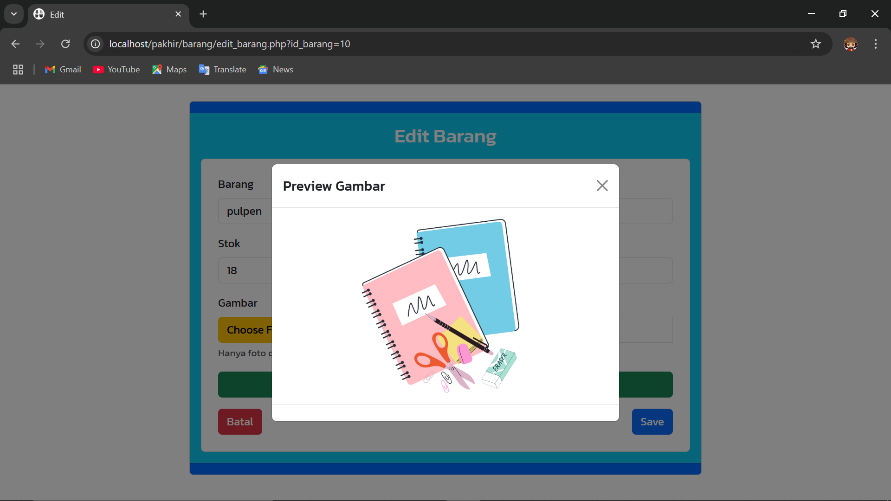 Edit
localhost/pakhir/barang/edit_barang.php?id_barang=10
Gmail YouTube Maps Translate News
Edit Barang
Barang
pulpen
Stok
18
Gambar
Choose F
Hanya foto
Batal
Save
Preview Gambar
ERASER